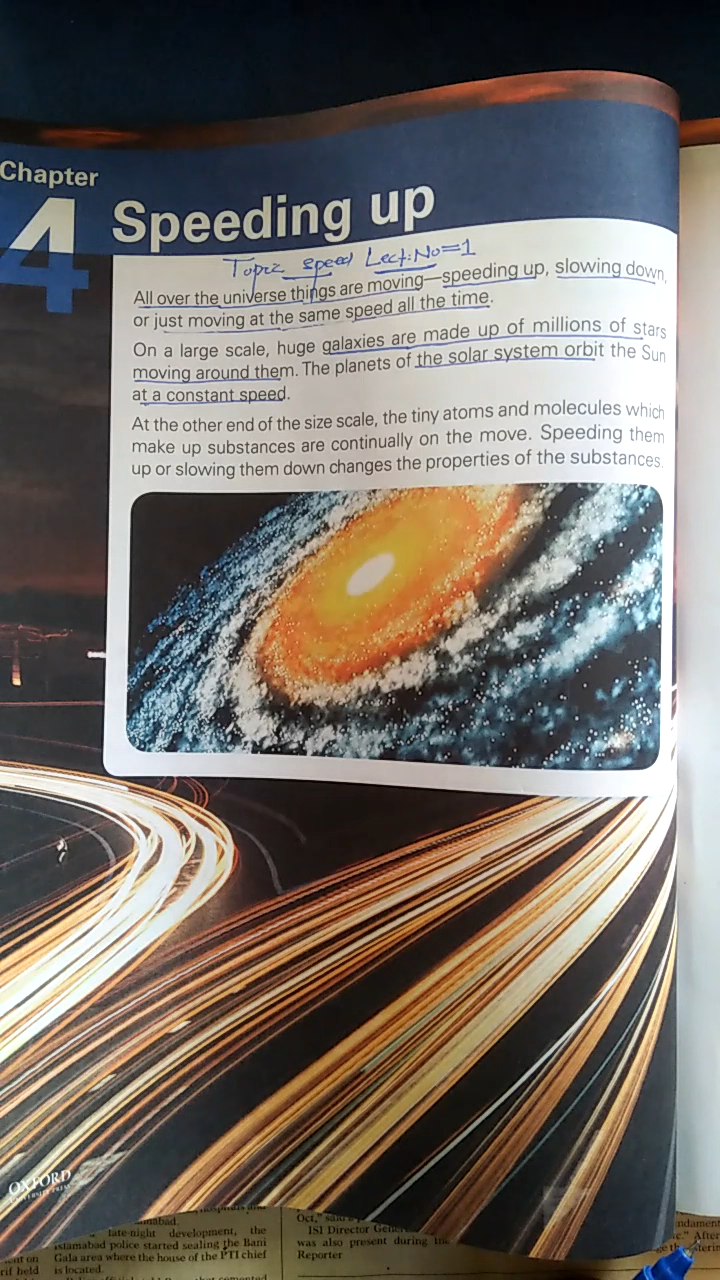 Chapter
4 Speeding up
Topic speed Lect:No=1
All over the universe things are moving—speeding up, slowing down,
or just moving at the same speed all the time.
On a large scale, huge galaxies are made up of millions of stars
moving around them. The planets of the solar system orbit the Sun
at a constant speed.
At the other end of the size scale, the tiny atoms and molecules which
make up substances are continually on the move. Speeding them
up or slowing them down changes the properties of the substances.
OXFORD
UNIVERSITY PRESS
late-night development, the
Islamabad police started sealing the Bani
Gala area where the house of the PTI chief
is located.
rif held
Oct,"
ISI Director
was also present during
Reporter
After